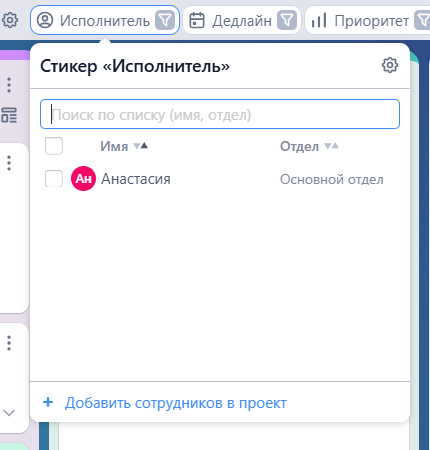 Исполнитель Дедлайн Приоритет
Стикер «Исполнитель»
Поиск по списку (имя, отдел)
Имя Отдел
Ан Анастасия Основной отдел
+ Добавить сотрудников в проект